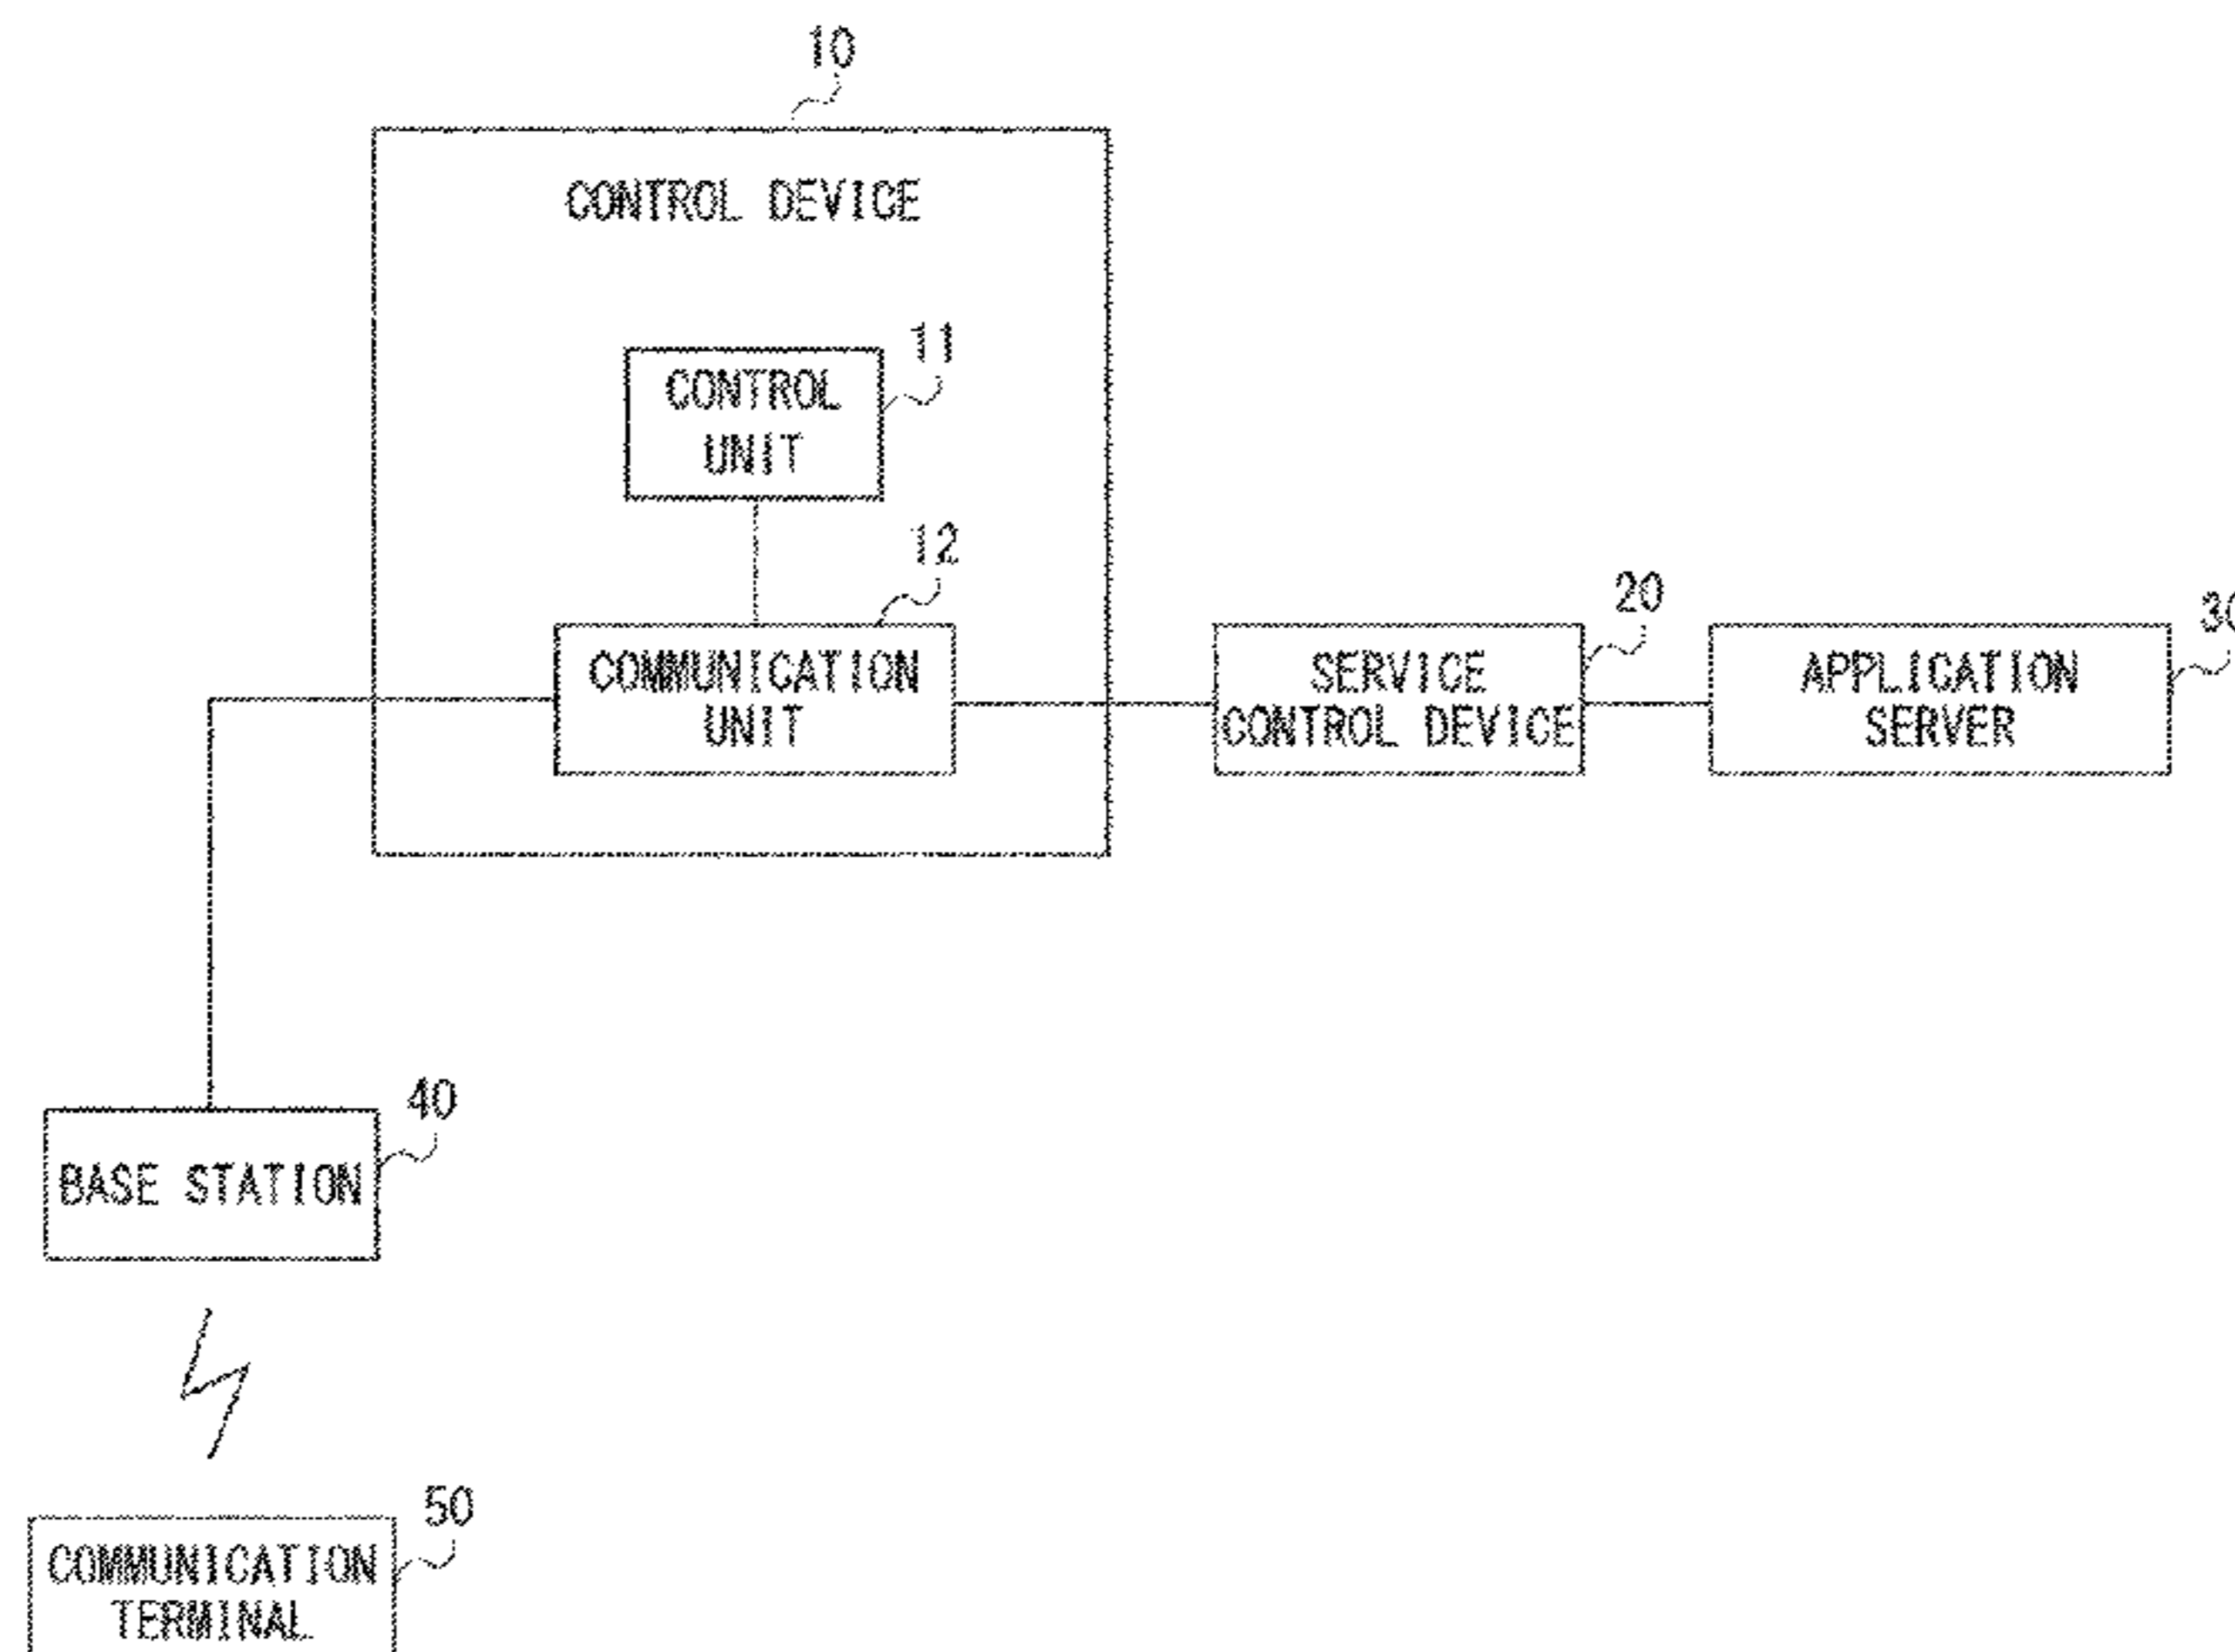 10
CONTROL DEVICE
11
CONTROL
UNIT
12
COMMUNICATION
UNIT
20
SERVICE
CONTROL DEVICE
30
APPLICATION
SERVER
40
BASE STATION
50
COMMUNICATION
TERMINAL